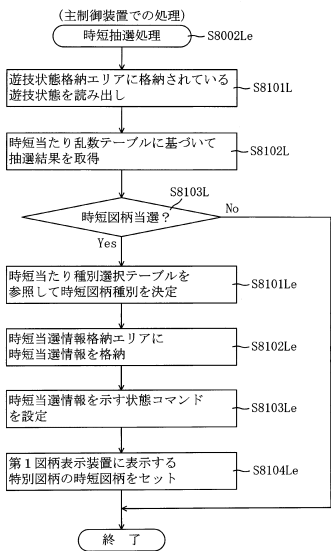 (主制御装置での処理)
時短抽選処理
S8002Le
遊技状態格納エリアに格納されている
遊技状態を読み出し
S8101L
時短当たり乱数テーブルに基づいて
抽選結果を取得
S8102L
S8103L
時短図柄当選?
No
Yes
時短当たり種別選択テーブルを
参照して時短図柄種別を決定
S8101Le
時短当選情報格納エリアに
時短当選情報を格納
S8102Le
時短当選情報を示す状態コマンド
を設定
S8103Le
第1図柄表示装置に表示する
特別図柄の時短図柄をセット
S8104Le
終 了